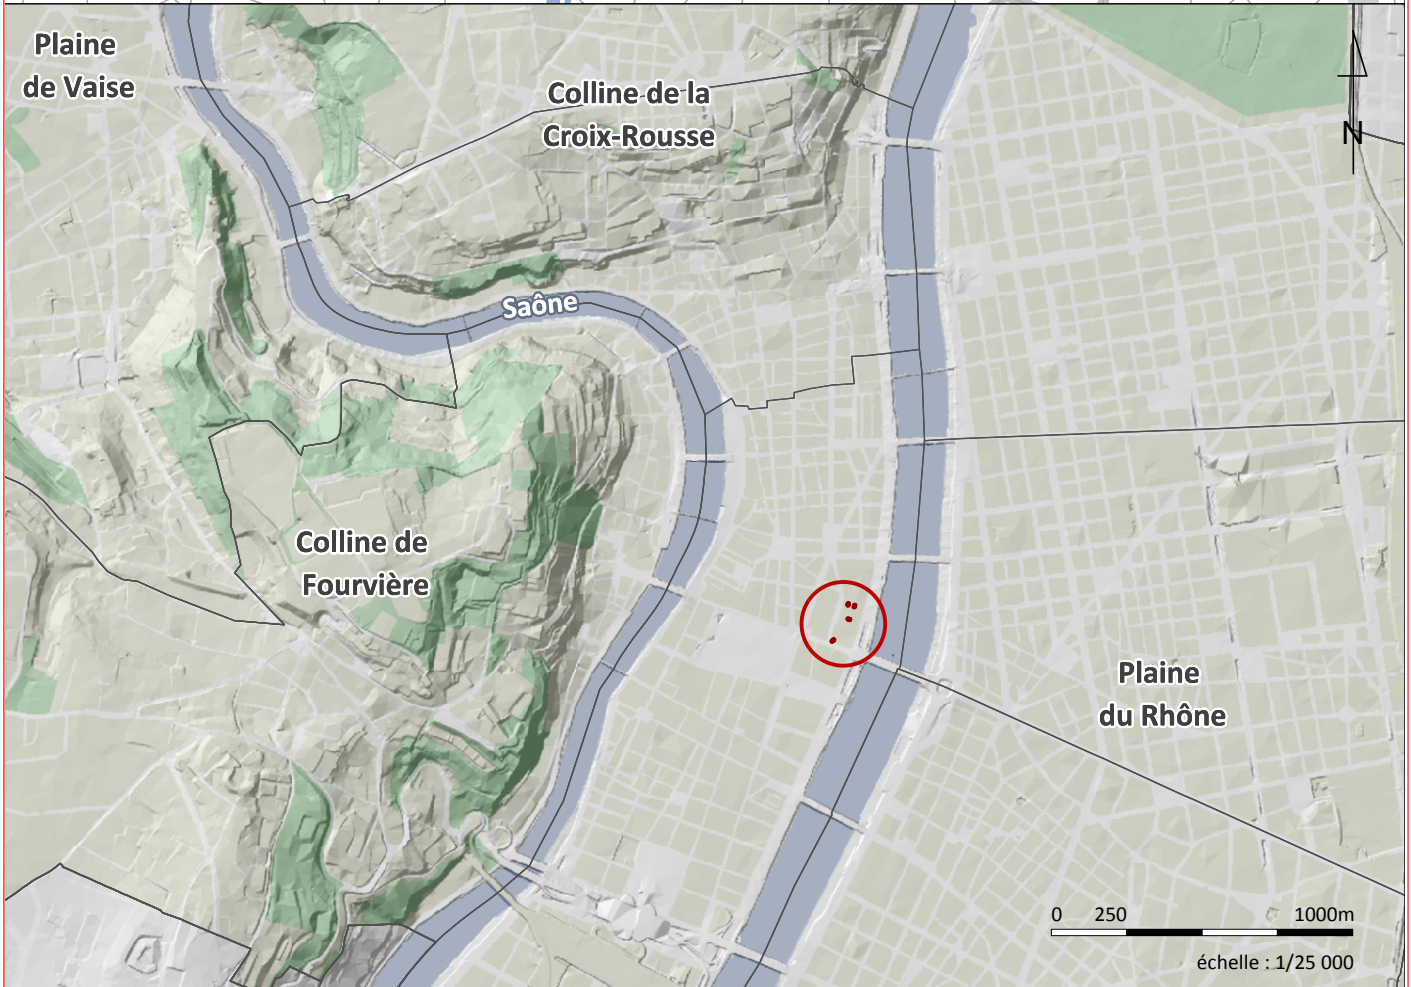 Plaine
de Vaise
Colline de la
Croix-Rousse
N
Saône
Colline de
Fourvière
Plaine
du Rhône
0 250 1000m
échelle : 1/25 000